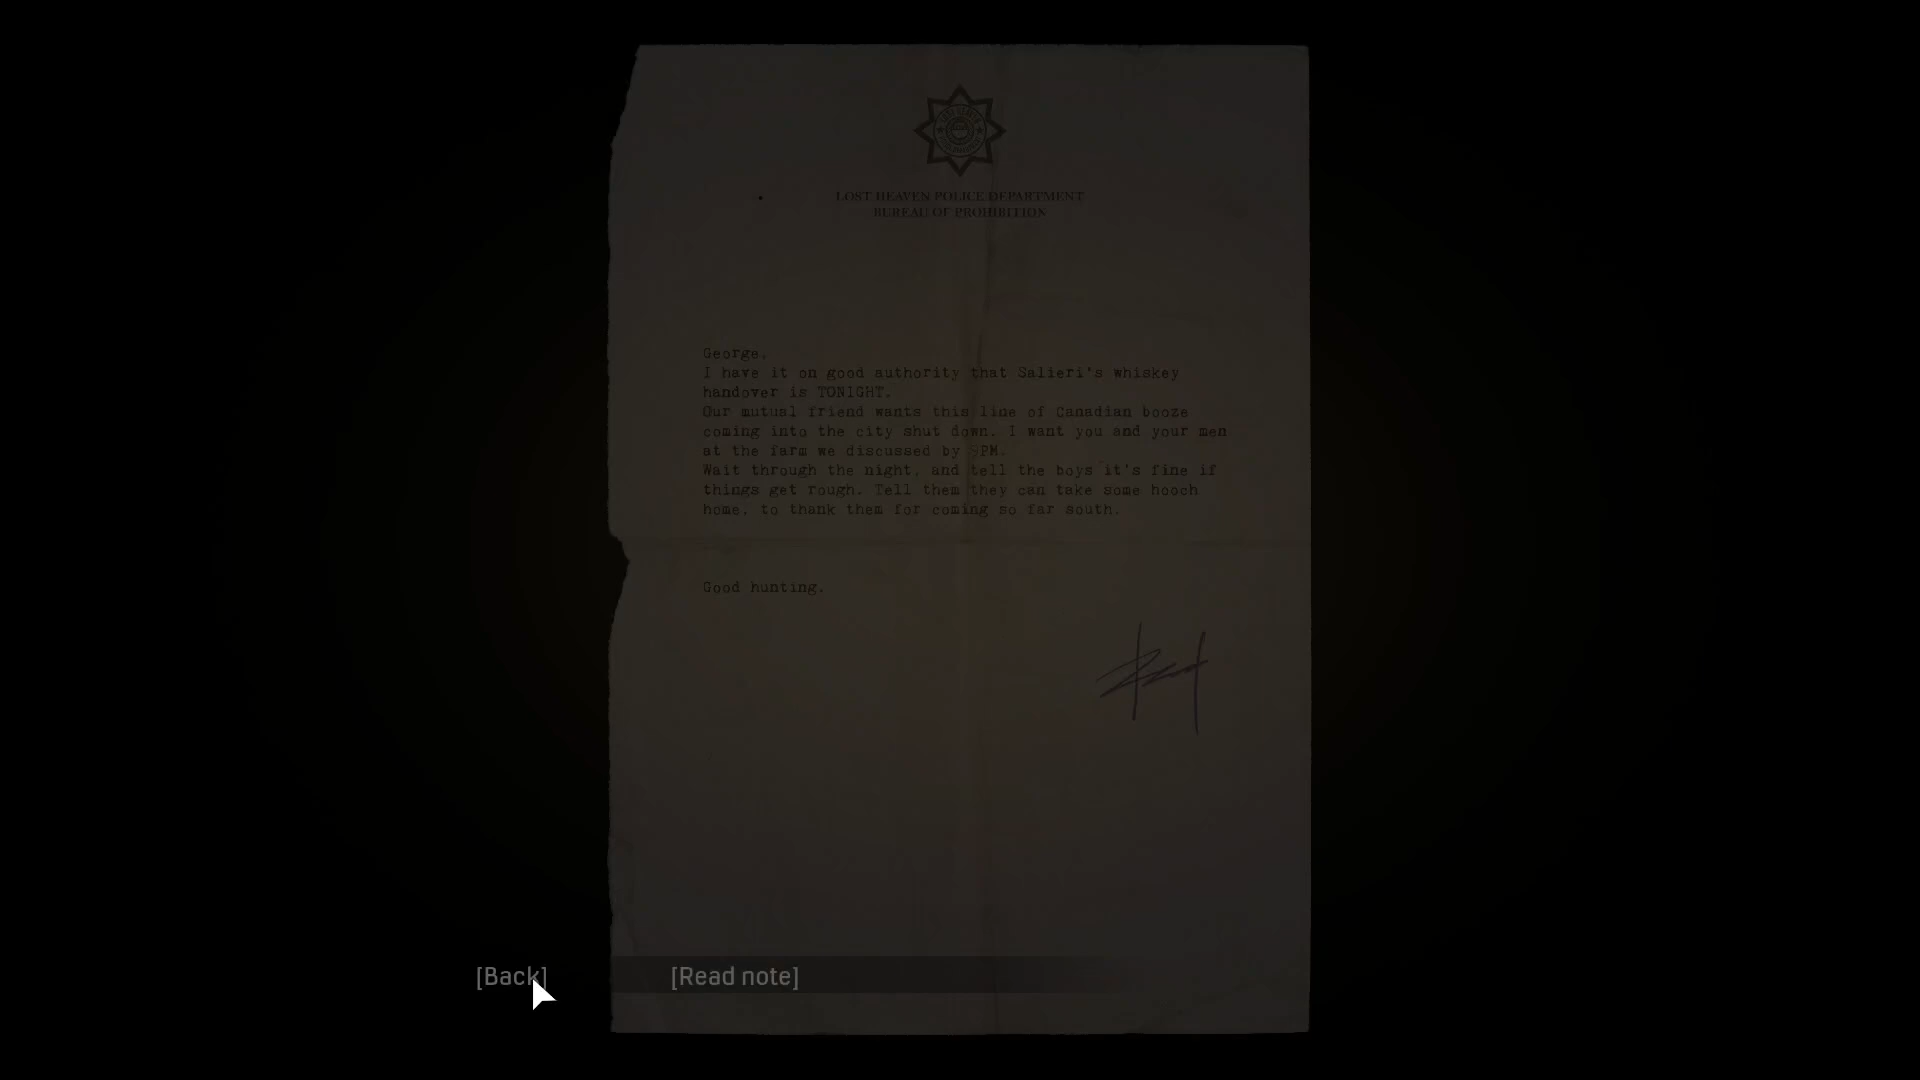 LOST HEAVEN POLICE DEPARTMENT
BUREAU OF PROHIBITION
George,
I have it on good authority that Salieri's whiskey
handover is TONIGHT.
Our mutual friend wants this line of Canadian booze
coming into the city shut down. I want you and your men
at the farm we discussed by 9PM.
Wait through the night, and tell the boys it's fine if
things get rough. Tell them they can take some hooch
home, to thank them for coming so far south.
Good hunting,
[Back]
[Read note]